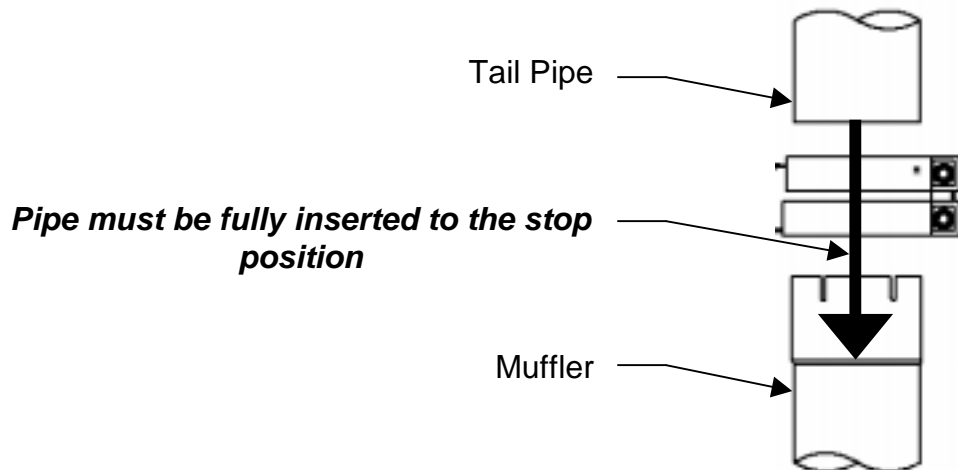 Tail Pipe
Pipe must be fully inserted to the stop
position
Muffler